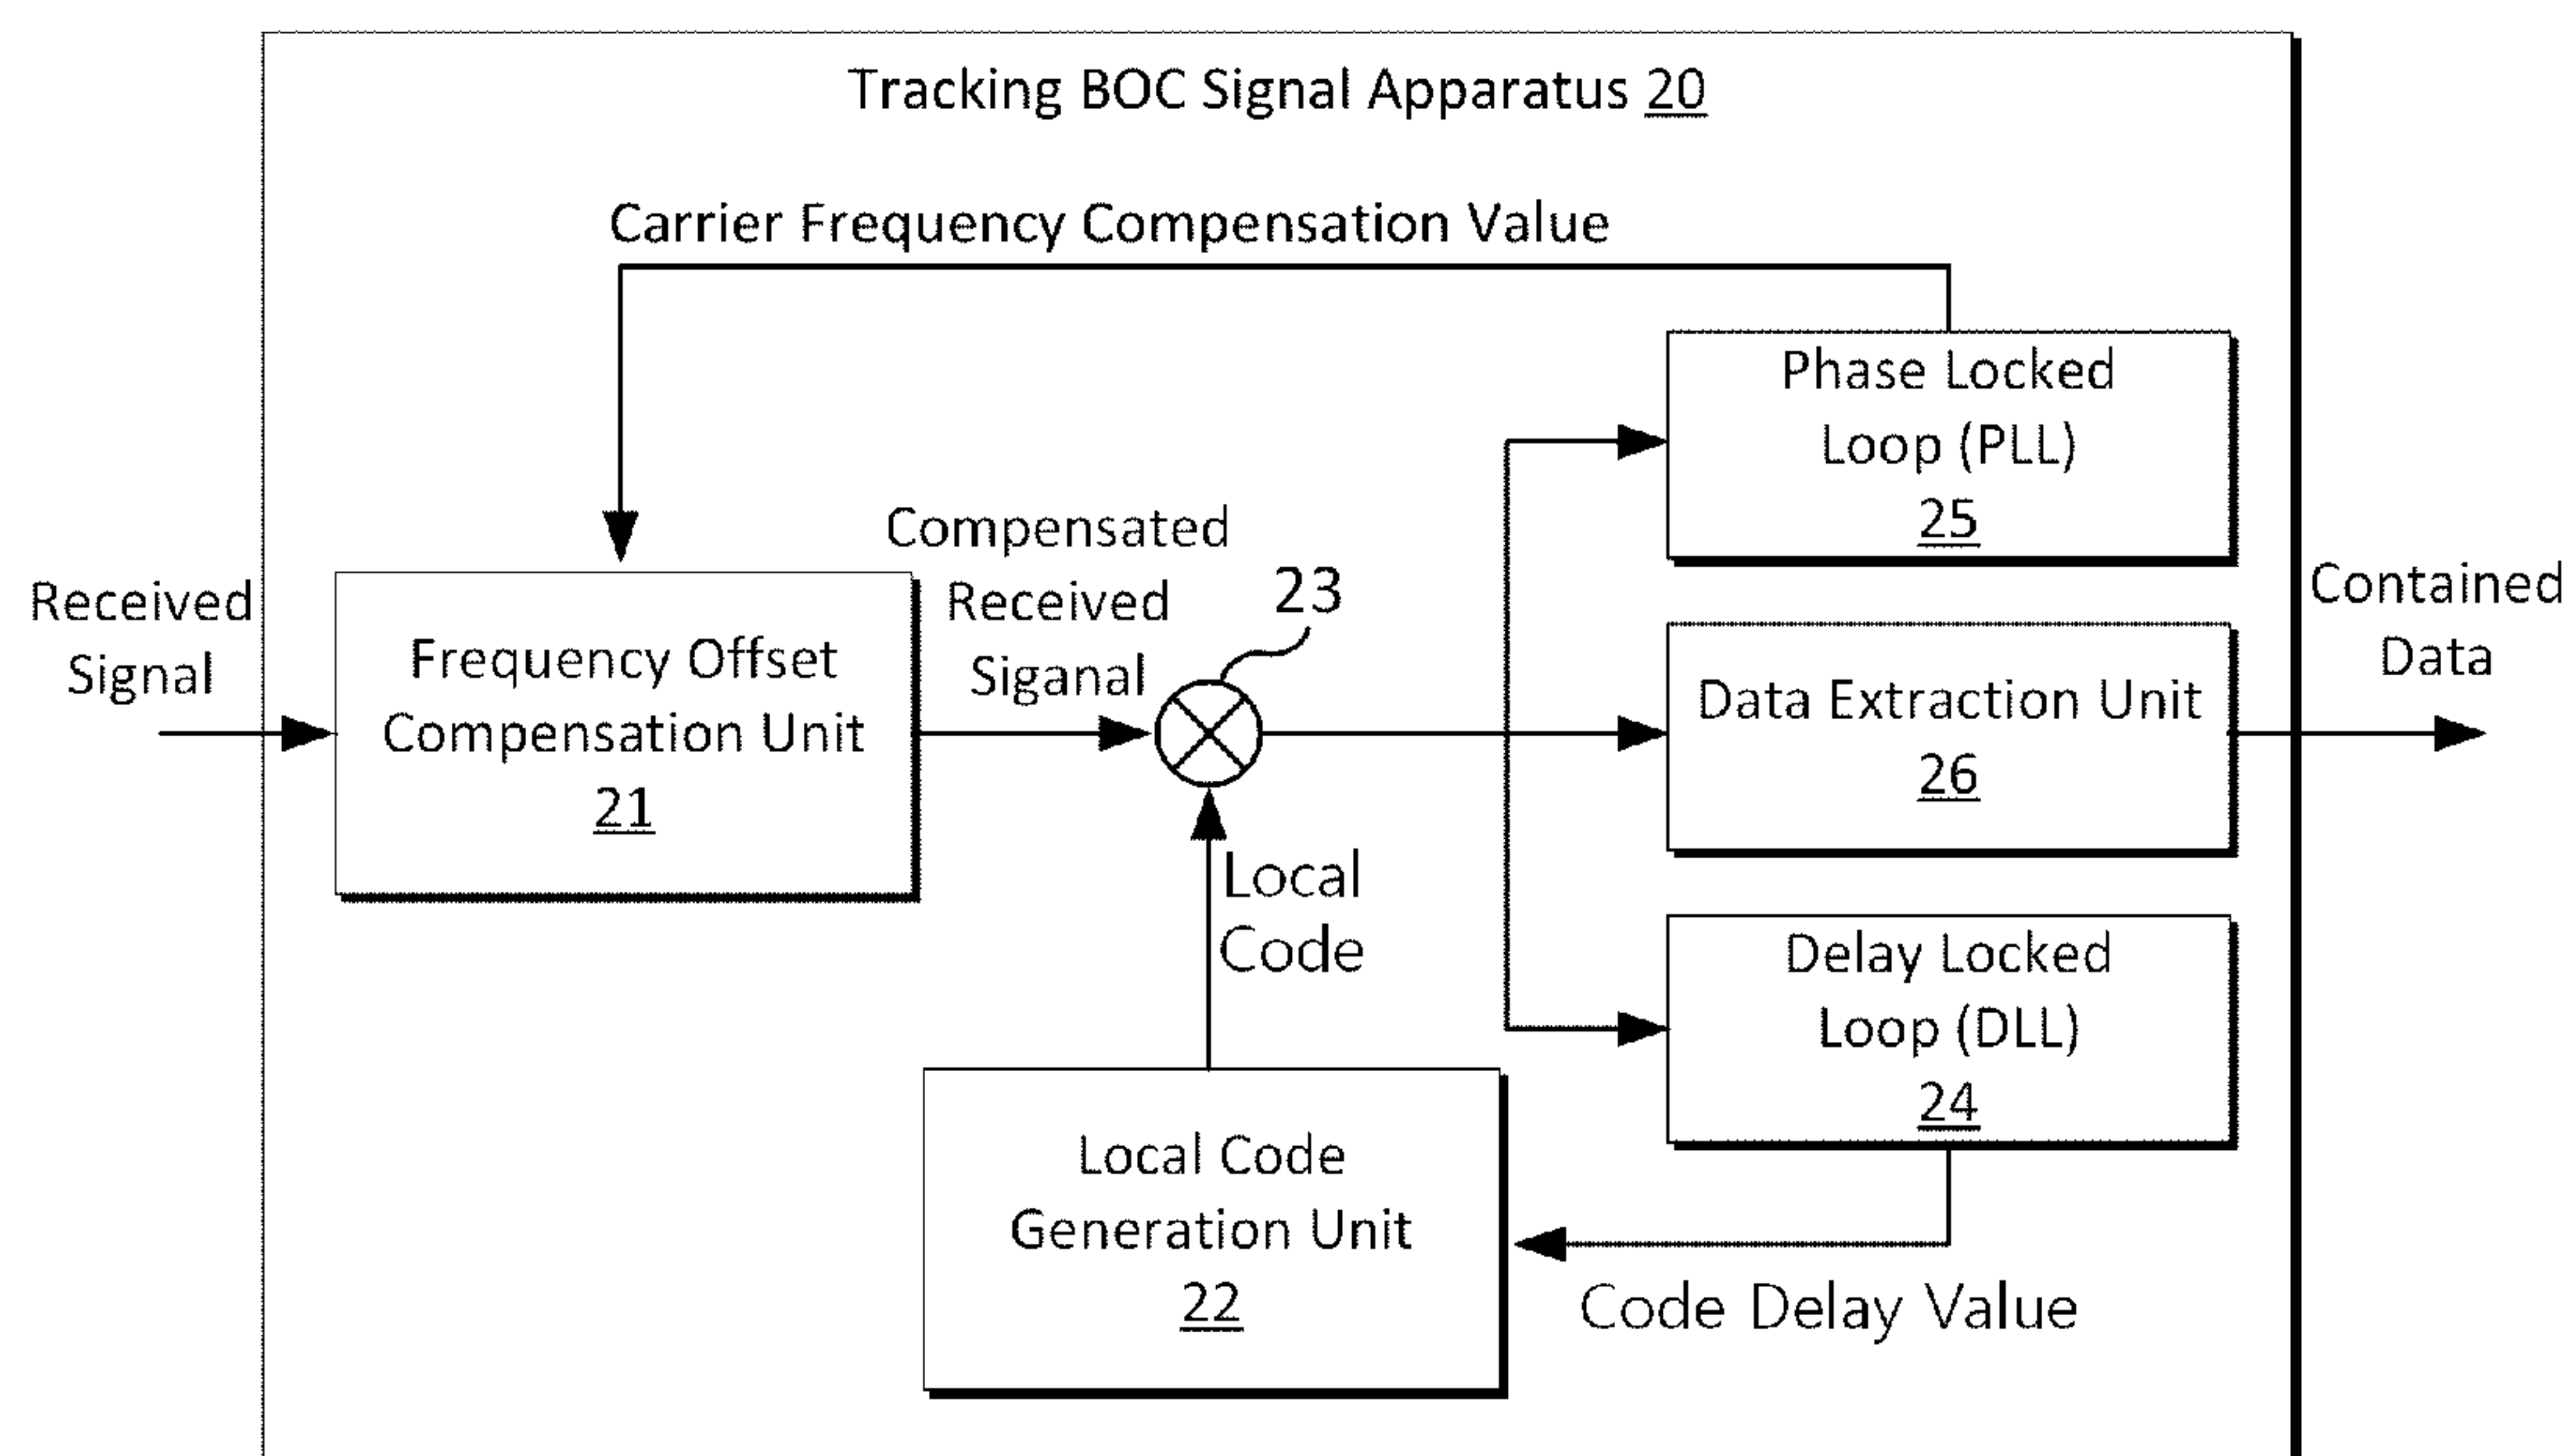 Tracking BOC Signal Apparatus 20
Carrier Frequency Compensation Value
Phase Locked
Loop (PLL)
25
Compensated
Received
Siganal
23
Received
Signal
Frequency Offset
Compensation Unit
21
Data Extraction Unit
26
Contained
Data
Local
Code
Delay Locked
Loop (DLL)
24
Local Code
Generation Unit
22
Code Delay Value